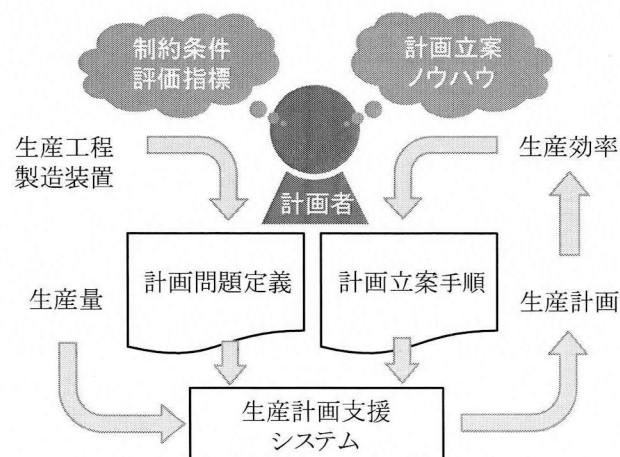 制約条件
評価指標
計画立案
ノウハウ
生産工程
製造装置
生産効率
計画者
計画問題定義
計画立案手順
生産量
生産計画
生産計画支援
システム